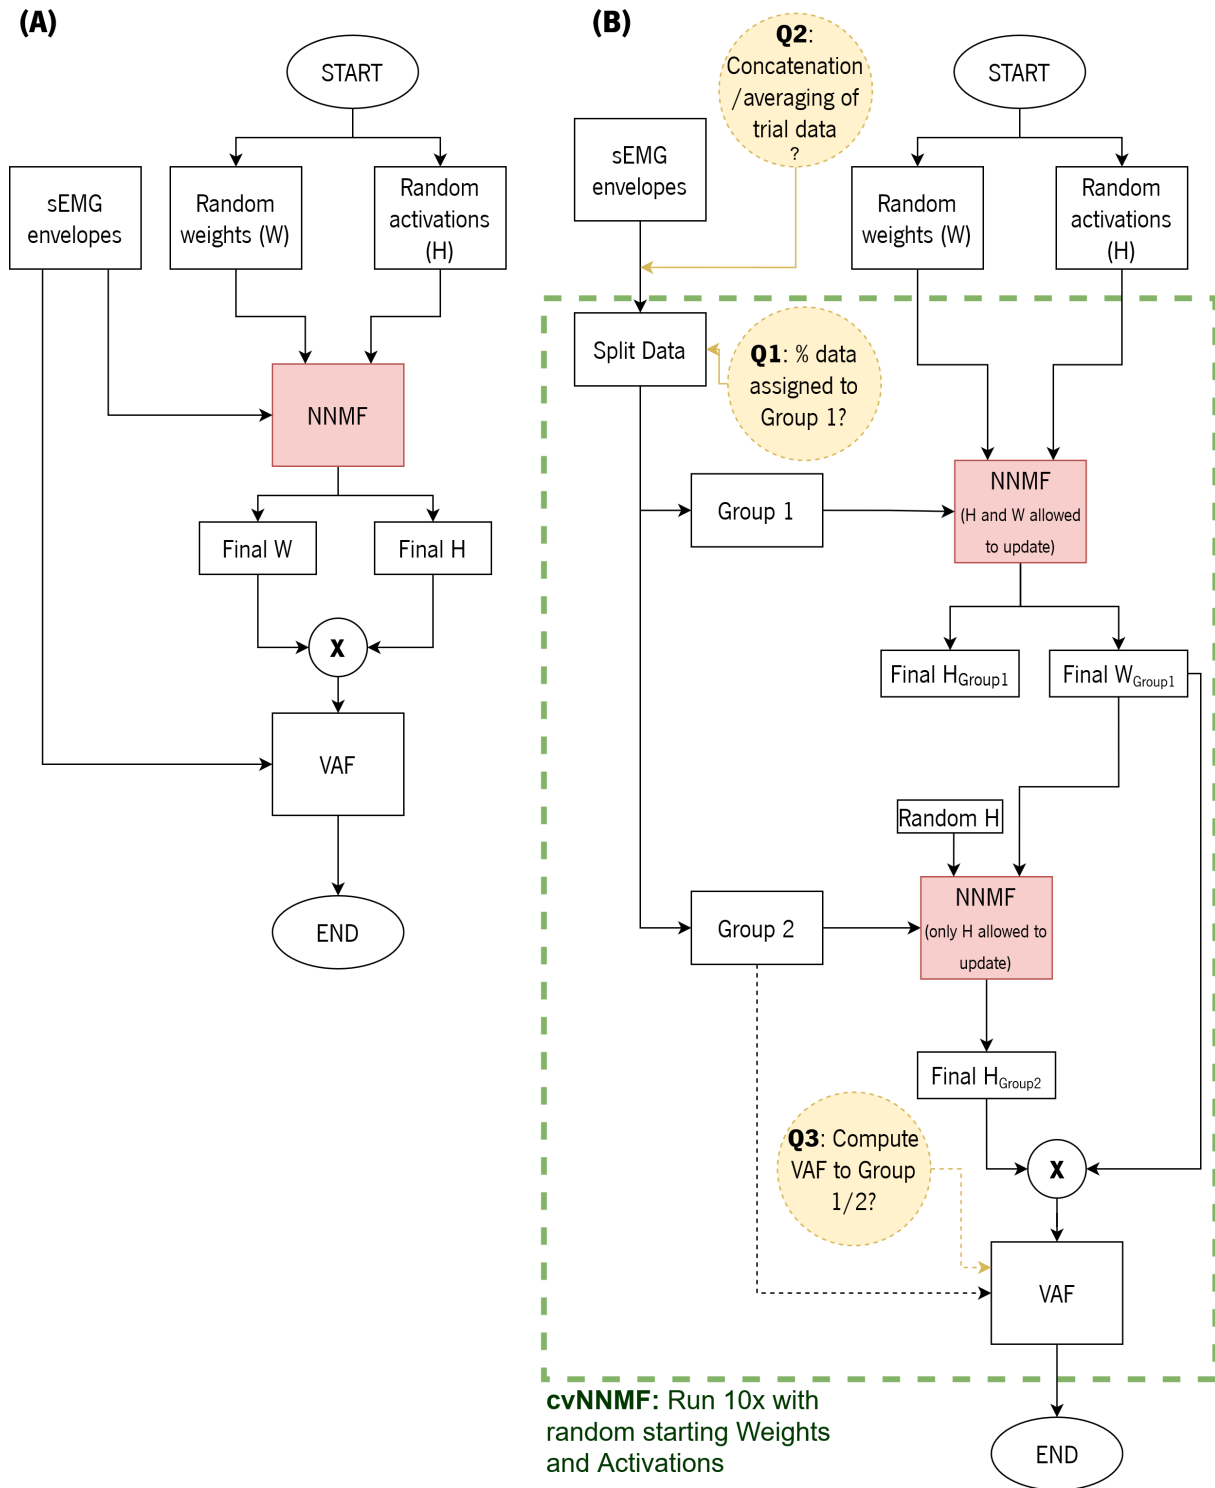 (A)
START
sEMG
envelopes
Random
weights (W)
Random
activations
(H)
NNMF
Final W
Final H
X
VAF
END
(B)
Q2:
Concatenation
/averaging of
trial data
?
START
sEMG
envelopes
Random
weights (W)
Random
activations
(H)
Split Data
Q1: % data
assigned to
Group 1?
Group 1
NNMF
(H and W allowed
to update)
Final HGroup1
Final WGroup1
Random H
Group 2
NNMF
(only H allowed to
update)
Final HGroup2
Q3: Compute
VAF to Group
1/2?
X
VAF
cvNNMF: Run 10x with
random starting Weights
and Activations
END